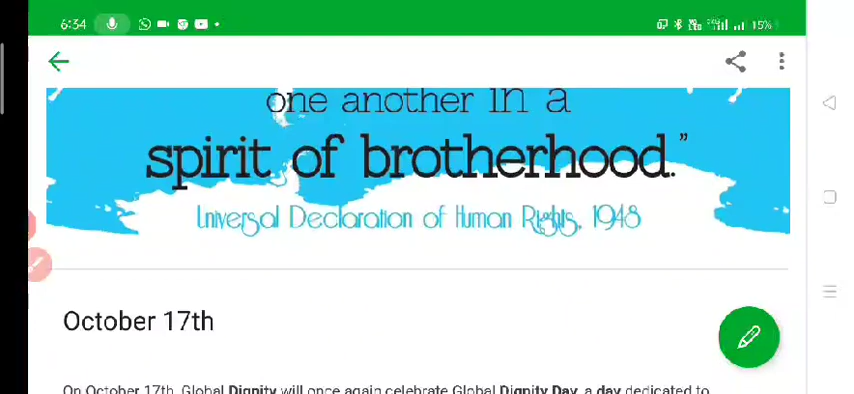 6:34
15%
one another in a
spirit of brotherhood."
Universal Declaration of Human Rights, 1948
October 17th
On October 17th, Global Dignity will once again celebrate Global Dignity Day, a day dedicated to